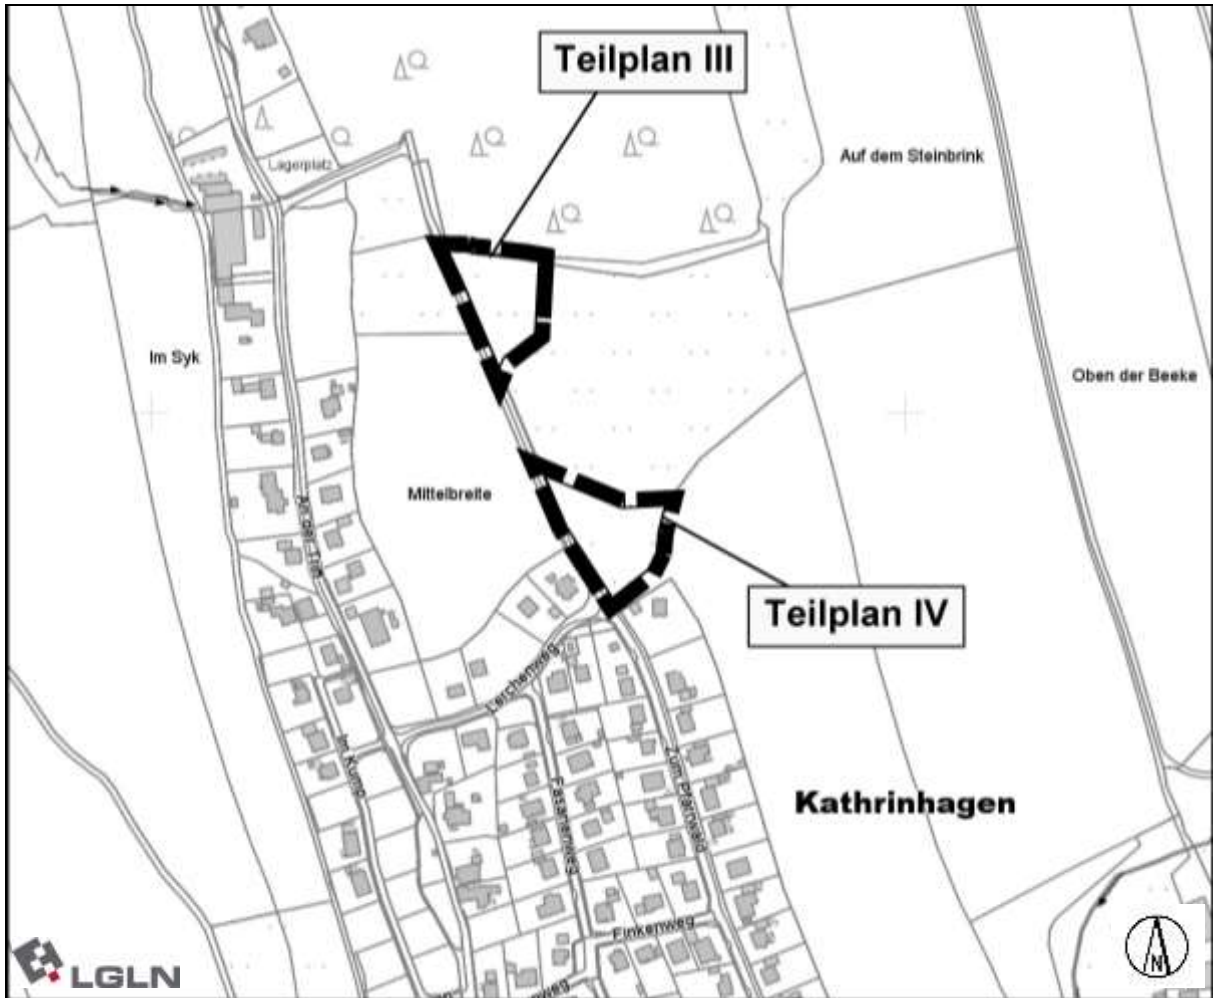 Teilplan III
Lagerplatz
Auf dem Steinbrink
Im Syk
Oben der Beeke
Mittelbreite
An der Trift
Teilplan IV
Lerchenweg
Im Kump
Fasanenweg
Zum Pfarrwald
Kathrinhagen
Finkenweg
N
LGLN